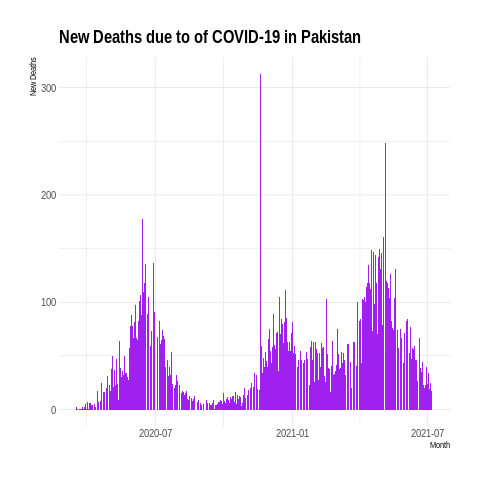 New Deaths due to of COVID-19 in Pakistan
New Deaths
300
200
100
0
2020-07 2021-01 2021-07
Month